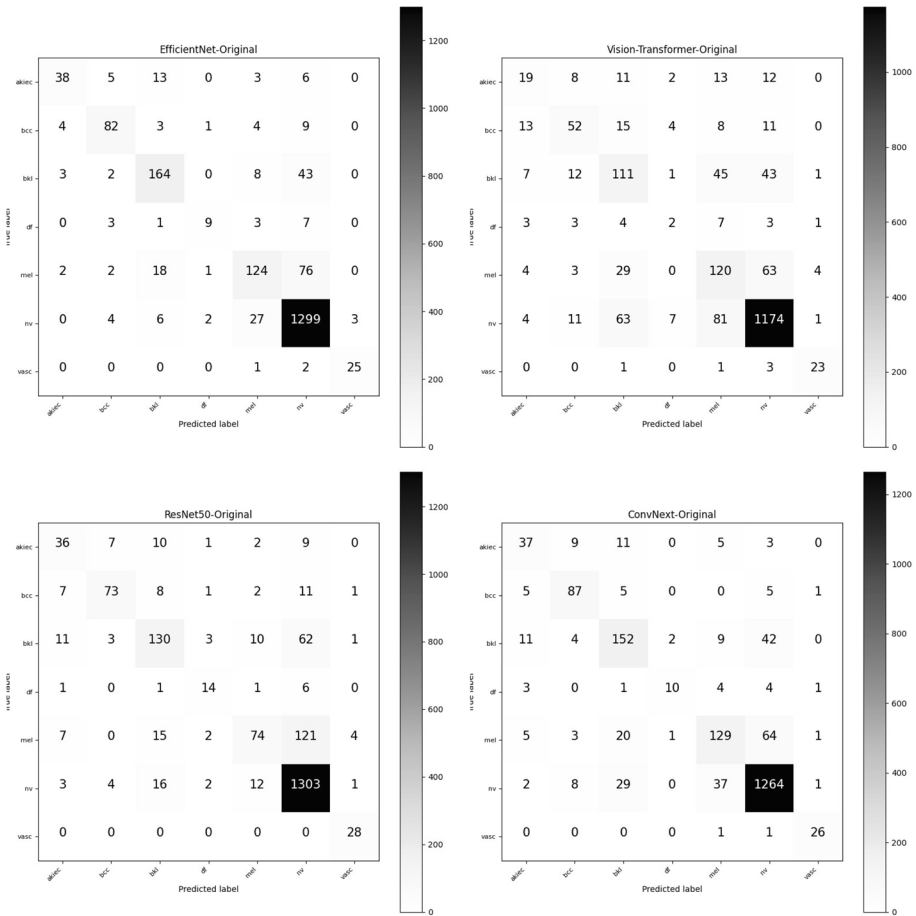 EfficientNet-Original
akiec 38 5 13 0 3 6 0
bcc 4 82 3 1 4 9 0
bkl 3 2 164 0 8 43 0
df 0 3 1 9 3 7 0
mel 2 2 18 1 124 76 0
nv 0 4 6 2 27 1299 3
vasc 0 0 0 0 1 2 25
akiec bcc bkl df mel nv vasc
Predicted label
1200
1000
800
600
400
200
0
Vision-Transformer-Original
akiec 19 8 11 2 13 12 0
bcc 13 52 15 4 8 11 0
bkl 7 12 111 1 45 43 1
df 3 3 4 2 7 3 1
mel 4 3 29 0 120 63 4
nv 4 11 63 7 81 1174 1
vasc 0 0 1 0 1 3 23
akiec bcc bkl df mel nv vasc
Predicted label
1000
800
600
400
200
0
ResNet50-Original
akiec 36 7 10 1 2 9 0
bcc 7 73 8 1 2 11 1
bkl 11 3 130 3 10 62 1
df 1 0 1 14 1 6 0
mel 7 0 15 2 74 121 4
nv 3 4 16 2 12 1303 1
vasc 0 0 0 0 0 0 28
akiec bcc bkl df mel nv vasc
Predicted label
1200
1000
800
600
400
200
0
ConvNext-Original
akiec 37 9 11 0 5 3 0
bcc 5 87 5 0 0 5 1
bkl 11 4 152 2 9 42 0
df 3 0 1 10 4 4 1
mel 5 3 20 1 129 64 1
nv 2 8 29 0 37 1264 1
vasc 0 0 0 0 1 1 26
akiec bcc bkl df mel nv vasc
Predicted label
1200
1000
800
600
400
200
0